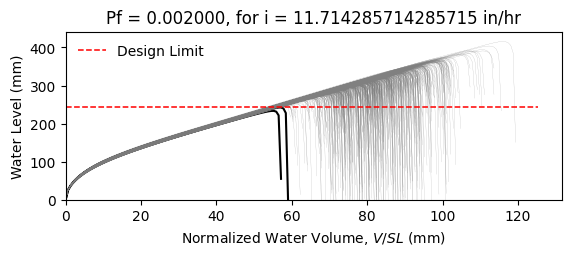 Pf = 0.002000, for i = 11.714285714285715 in/hr
Water Level (mm)
400
300
200
100
0
Design Limit
0 20 40 60 80 100 120
Normalized Water Volume, V/SL (mm)